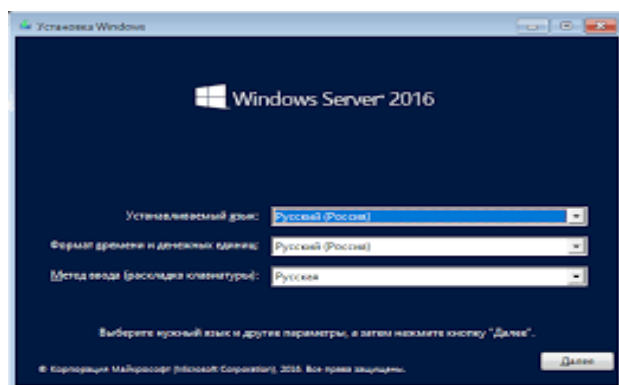 Установка Windows
Windows Server® 2016
Устанавливаемый язык: Русский (Россия)
Формат времени и денежных единиц: Русский (Россия)
Метод ввода (раскладка клавиатуры): Русская
Выберите нужный язык и другие параметры, а затем нажмите кнопку "Далее".
© Корпорация Майкрософт (Microsoft Corporation), 2016. Все права защищены.
Далее